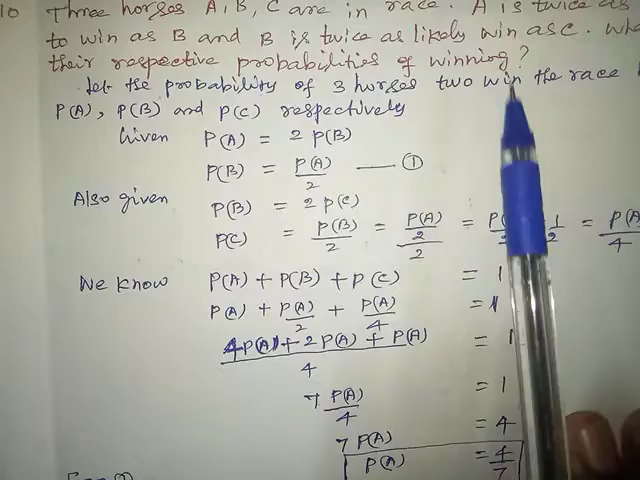 10 Three horses A, B, C are in race. A is twice as
to win as B and B is twice as likely win as C. Wha
their respective probabilities of winning?
Let the probability of 3 horses two win the race
P(A), P(B) and P(C) respectively
Given P(A) = 2 P(B)
P(B) = P(A)/2 —— ①
Also given P(B) = 2 P(C)
P(C) = P(B)/2 = P(A)/2/2 = 1/2 = P(A)/4
We know P(A) + P(B) + P(C) = 1
P(A) + P(A)/2 + P(A)/4 = 1
4P(A) + 2P(A) + P(A)/4 = 1
7 P(A)/4 = 1
7 P(A) = 4
P(A) = 4/7